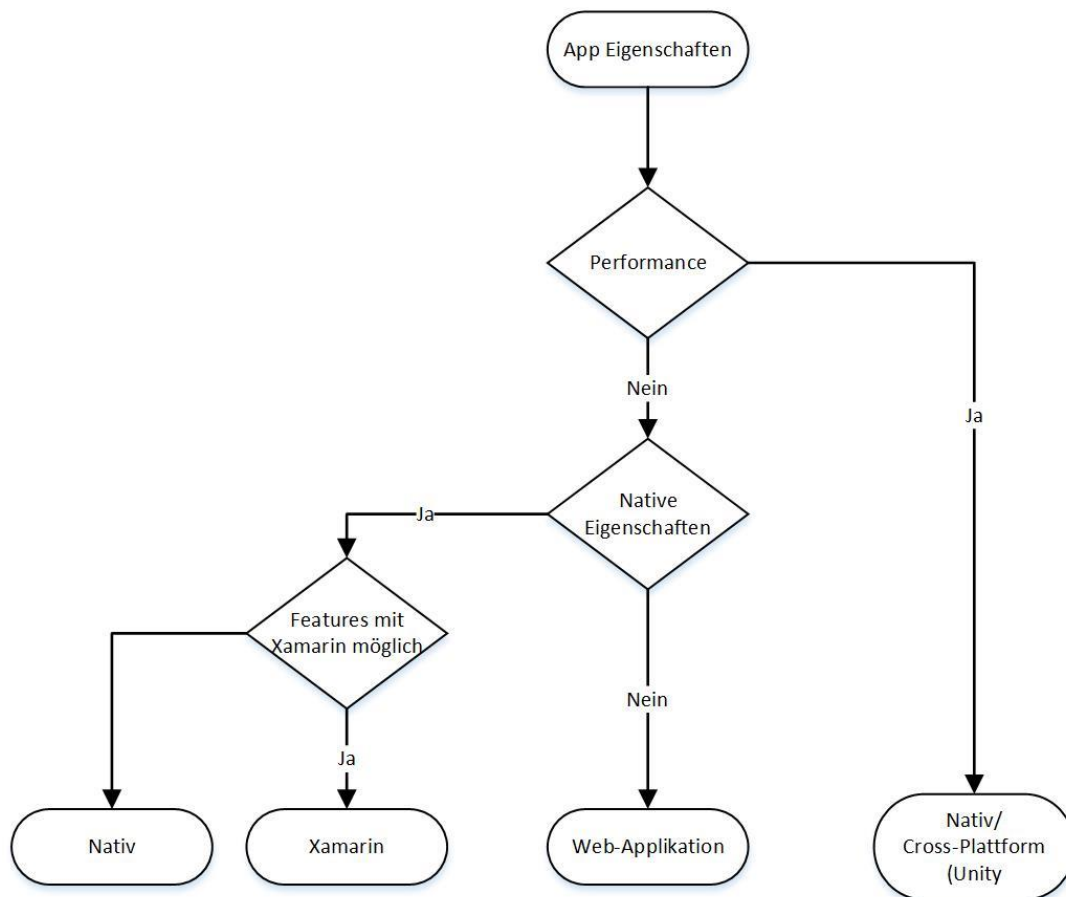 App Eigenschaften
Performance
Nein
Ja
Native
Eigenschaften
Ja
Features mit
Xamarin möglich
Nein
Ja
Nativ
Xamarin
Web-Applikation
Nativ/
Cross-Plattform
(Unity